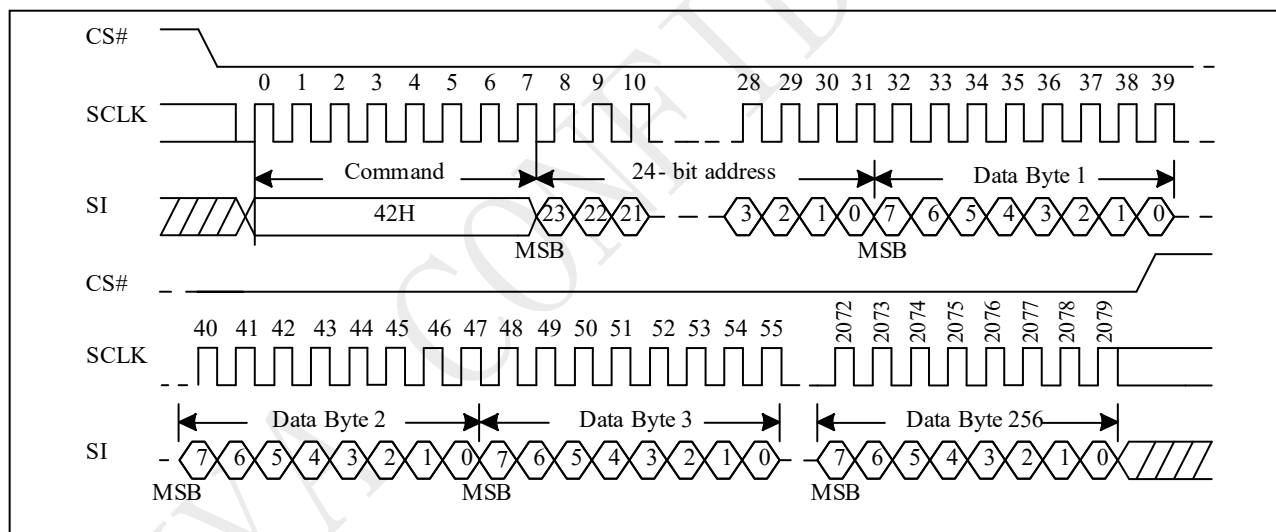 CS#
0 1 2 3 4 5 6 7 8 9 10 28 29 30 31 32 33 34 35 36 37 38 39
SCLK
Command 24- bit address Data Byte 1
SI 42H 23 22 21 3 2 1 0 7 6 5 4 3 2 1 0
MSB MSB
CS#
40 41 42 43 44 45 46 47 48 49 50 51 52 53 54 55 2072 2073 2074 2075 2076 2077 2078 2079
SCLK
Data Byte 2 Data Byte 3 Data Byte 256
SI 7 6 5 4 3 2 1 0 7 6 5 4 3 2 1 0 7 6 5 4 3 2 1 0
MSB MSB MSB